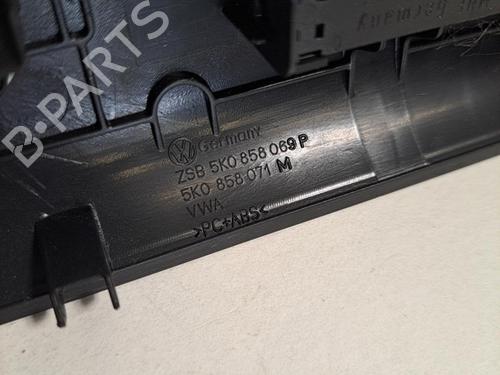 Germany
ZSB 5K0 858 069 P
5K0 858 071 M
VWA
>PC+ABS<
B-PARTS